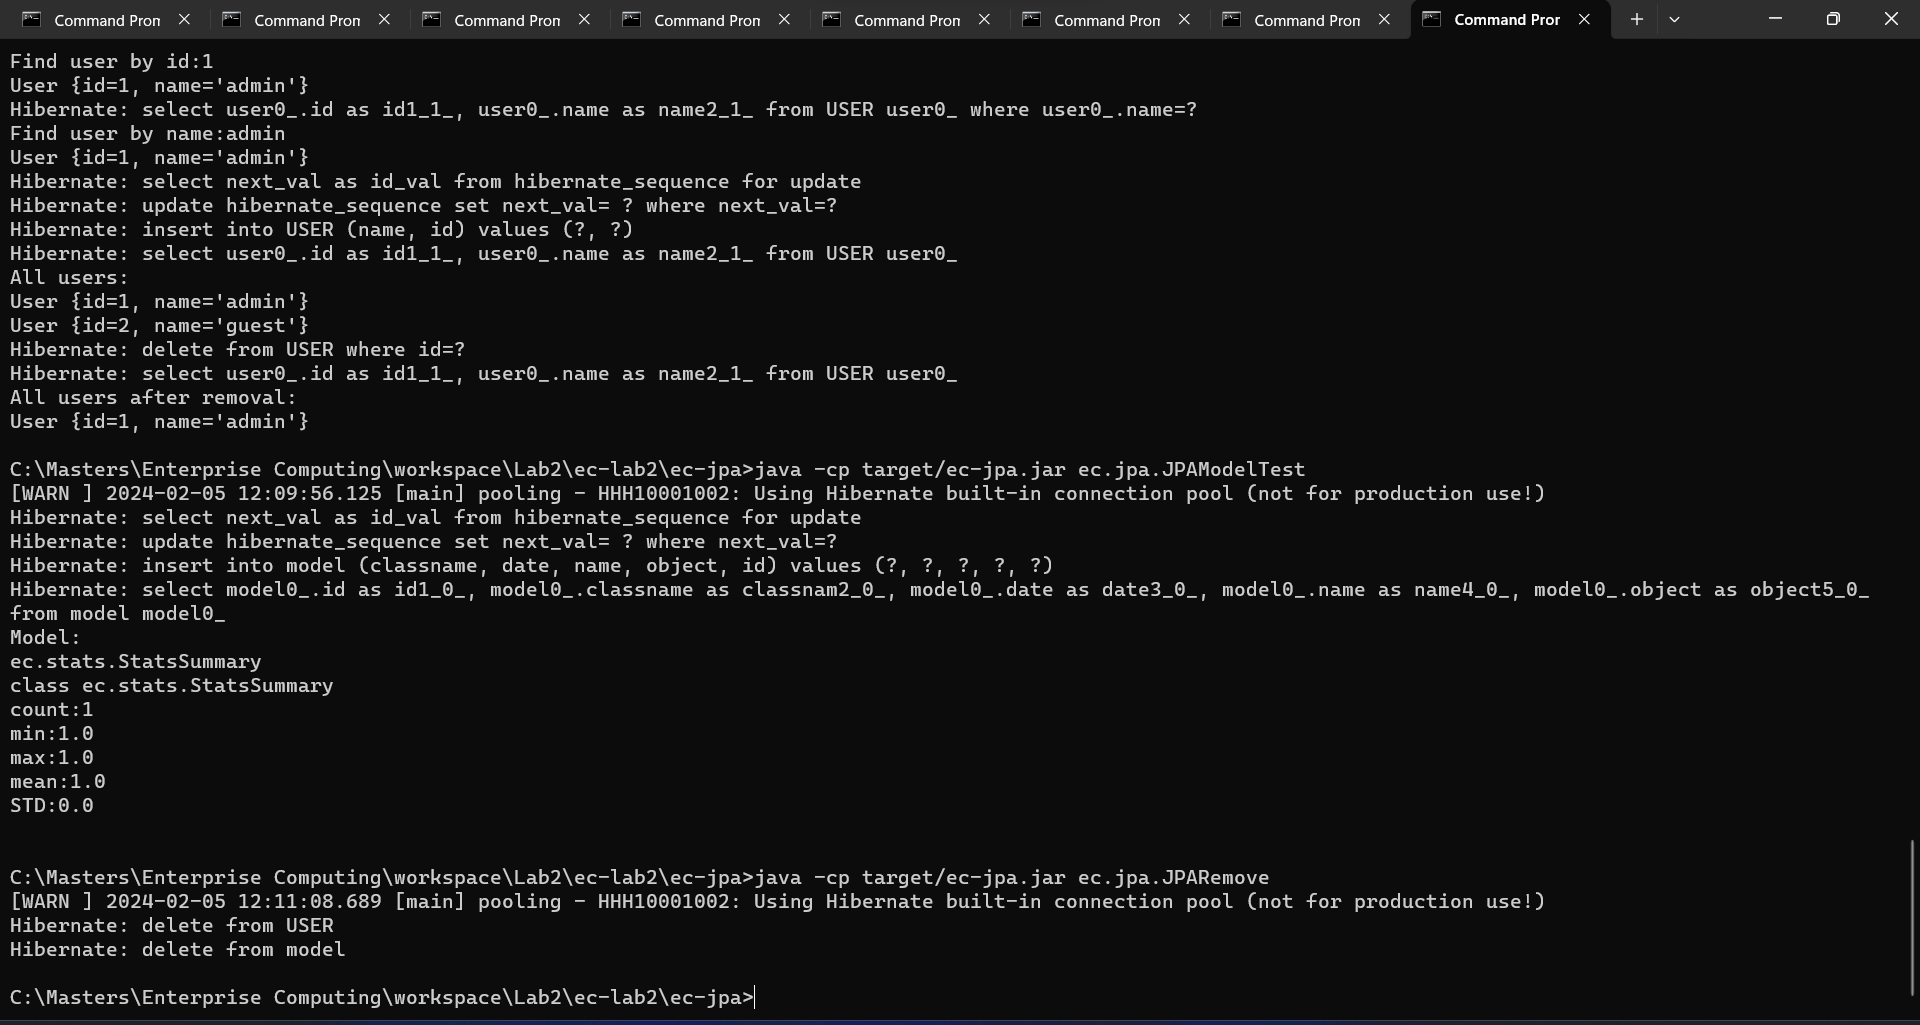 Command Pron
Command Pron
Command Pron
Command Pron
Command Pron
Command Pron
Command Pron
Command Pror
Find user by id:1
User {id=1, name='admin'}
Hibernate: select user0_.id as id1_1_, user0_.name as name2_1_ from USER user0_ where user0_.name=?
Find user by name:admin
User {id=1, name='admin'}
Hibernate: select next_val as id_val from hibernate_sequence for update
Hibernate: update hibernate_sequence set next_val= ? where next_val=?
Hibernate: insert into USER (name, id) values (?, ?)
Hibernate: select user0_.id as id1_1_, user0_.name as name2_1_ from USER user0_
All users:
User {id=1, name='admin'}
User {id=2, name='guest'}
Hibernate: delete from USER where id=?
Hibernate: select user0_.id as id1_1_, user0_.name as name2_1_ from USER user0_
All users after removal:
User {id=1, name='admin'}
C:\Masters\Enterprise Computing\workspace\Lab2\ec-lab2\ec-jpa>java -cp target/ec-jpa.jar ec.jpa.JPAModelTest
[WARN ] 2024-02-05 12:09:56.125 [main] pooling - HHH10001002: Using Hibernate built-in connection pool (not for production use!)
Hibernate: select next_val as id_val from hibernate_sequence for update
Hibernate: update hibernate_sequence set next_val= ? where next_val=?
Hibernate: insert into model (classname, date, name, object, id) values (?, ?, ?, ?, ?)
Hibernate: select model0_.id as id1_0_, model0_.classname as classnam2_0_, model0_.date as date3_0_, model0_.name as name4_0_, model0_.object as object5_0_
from model model0_
Model:
ec.stats.StatsSummary
class ec.stats.StatsSummary
count:1
min:1.0
max:1.0
mean:1.0
STD:0.0
C:\Masters\Enterprise Computing\workspace\Lab2\ec-lab2\ec-jpa>java -cp target/ec-jpa.jar ec.jpa.JPARemove
[WARN ] 2024-02-05 12:11:08.689 [main] pooling - HHH10001002: Using Hibernate built-in connection pool (not for production use!)
Hibernate: delete from USER
Hibernate: delete from model
C:\Masters\Enterprise Computing\workspace\Lab2\ec-lab2\ec-jpa>